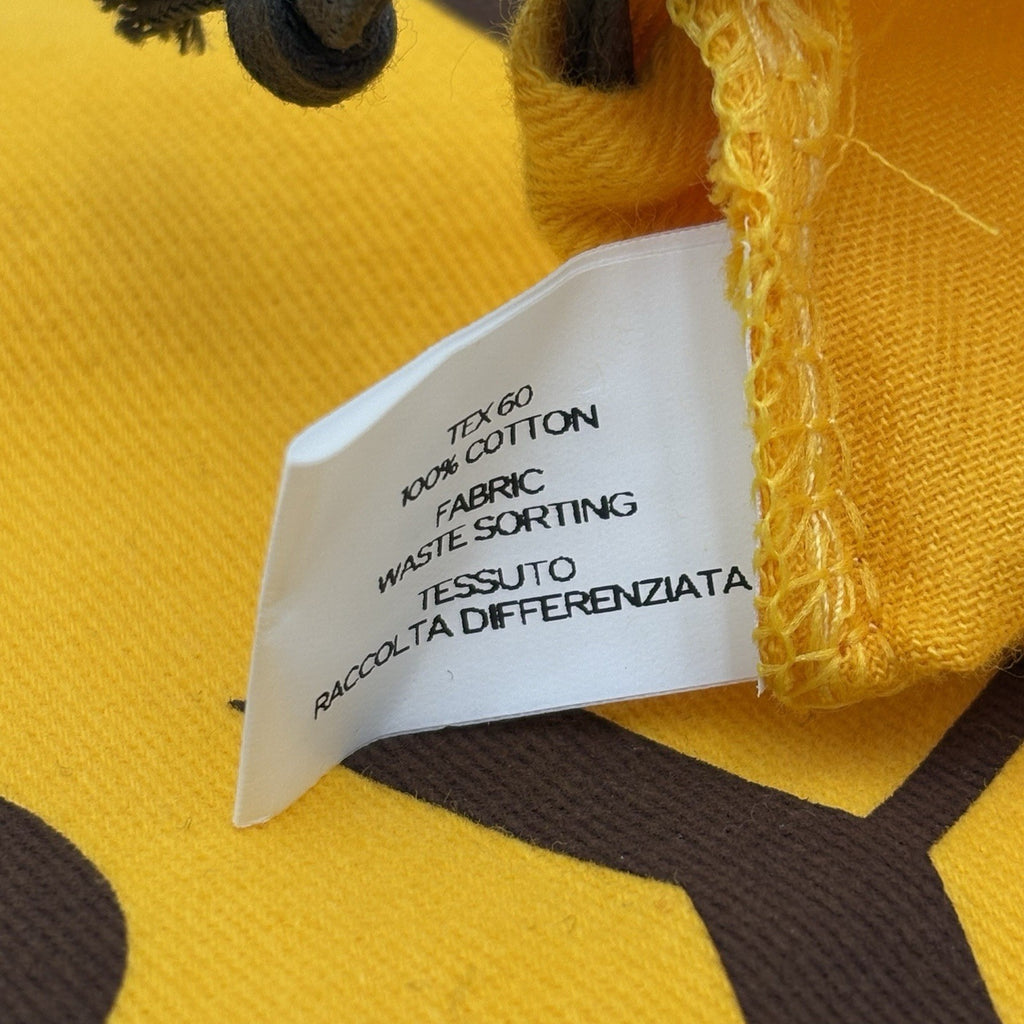 TEX 60
100% COTTON
FABRIC
WASTE SORTING
TESSUTO
RACCOLTA DIFFERENZIATA